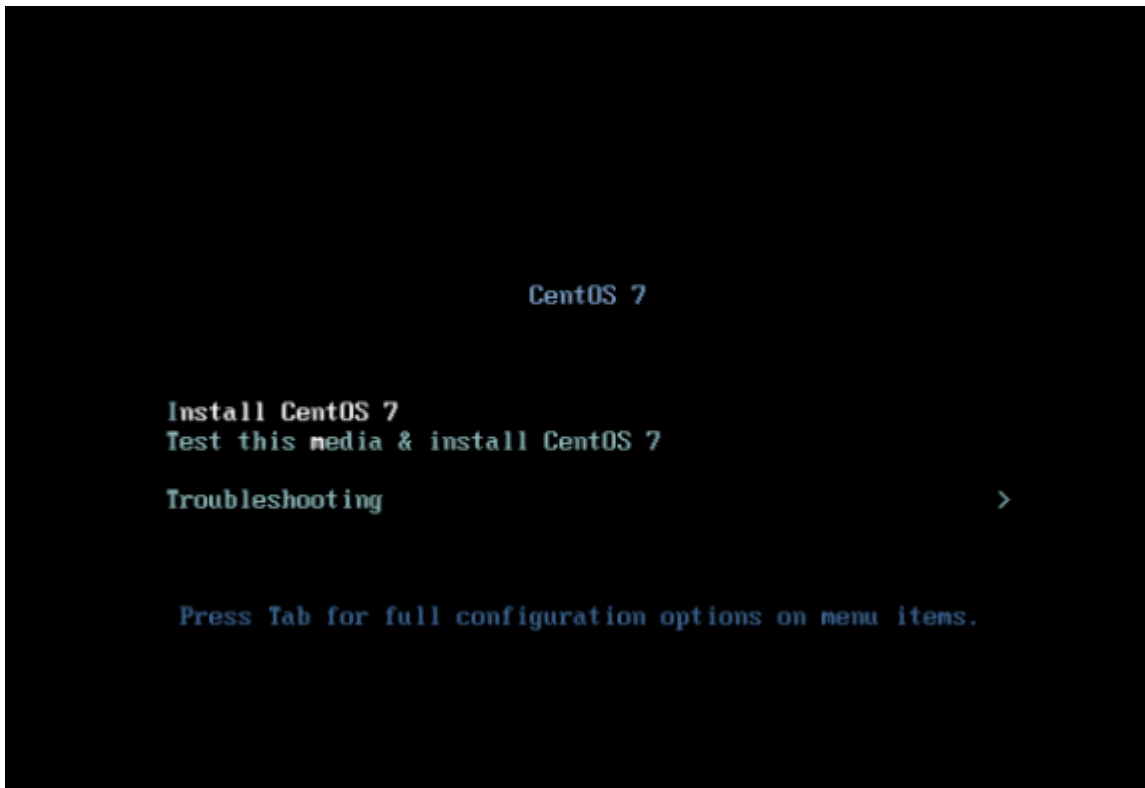 CentOS 7
Install CentOS 7
Test this media & install CentOS 7
Troubleshooting >
Press Tab for full configuration options on menu items.